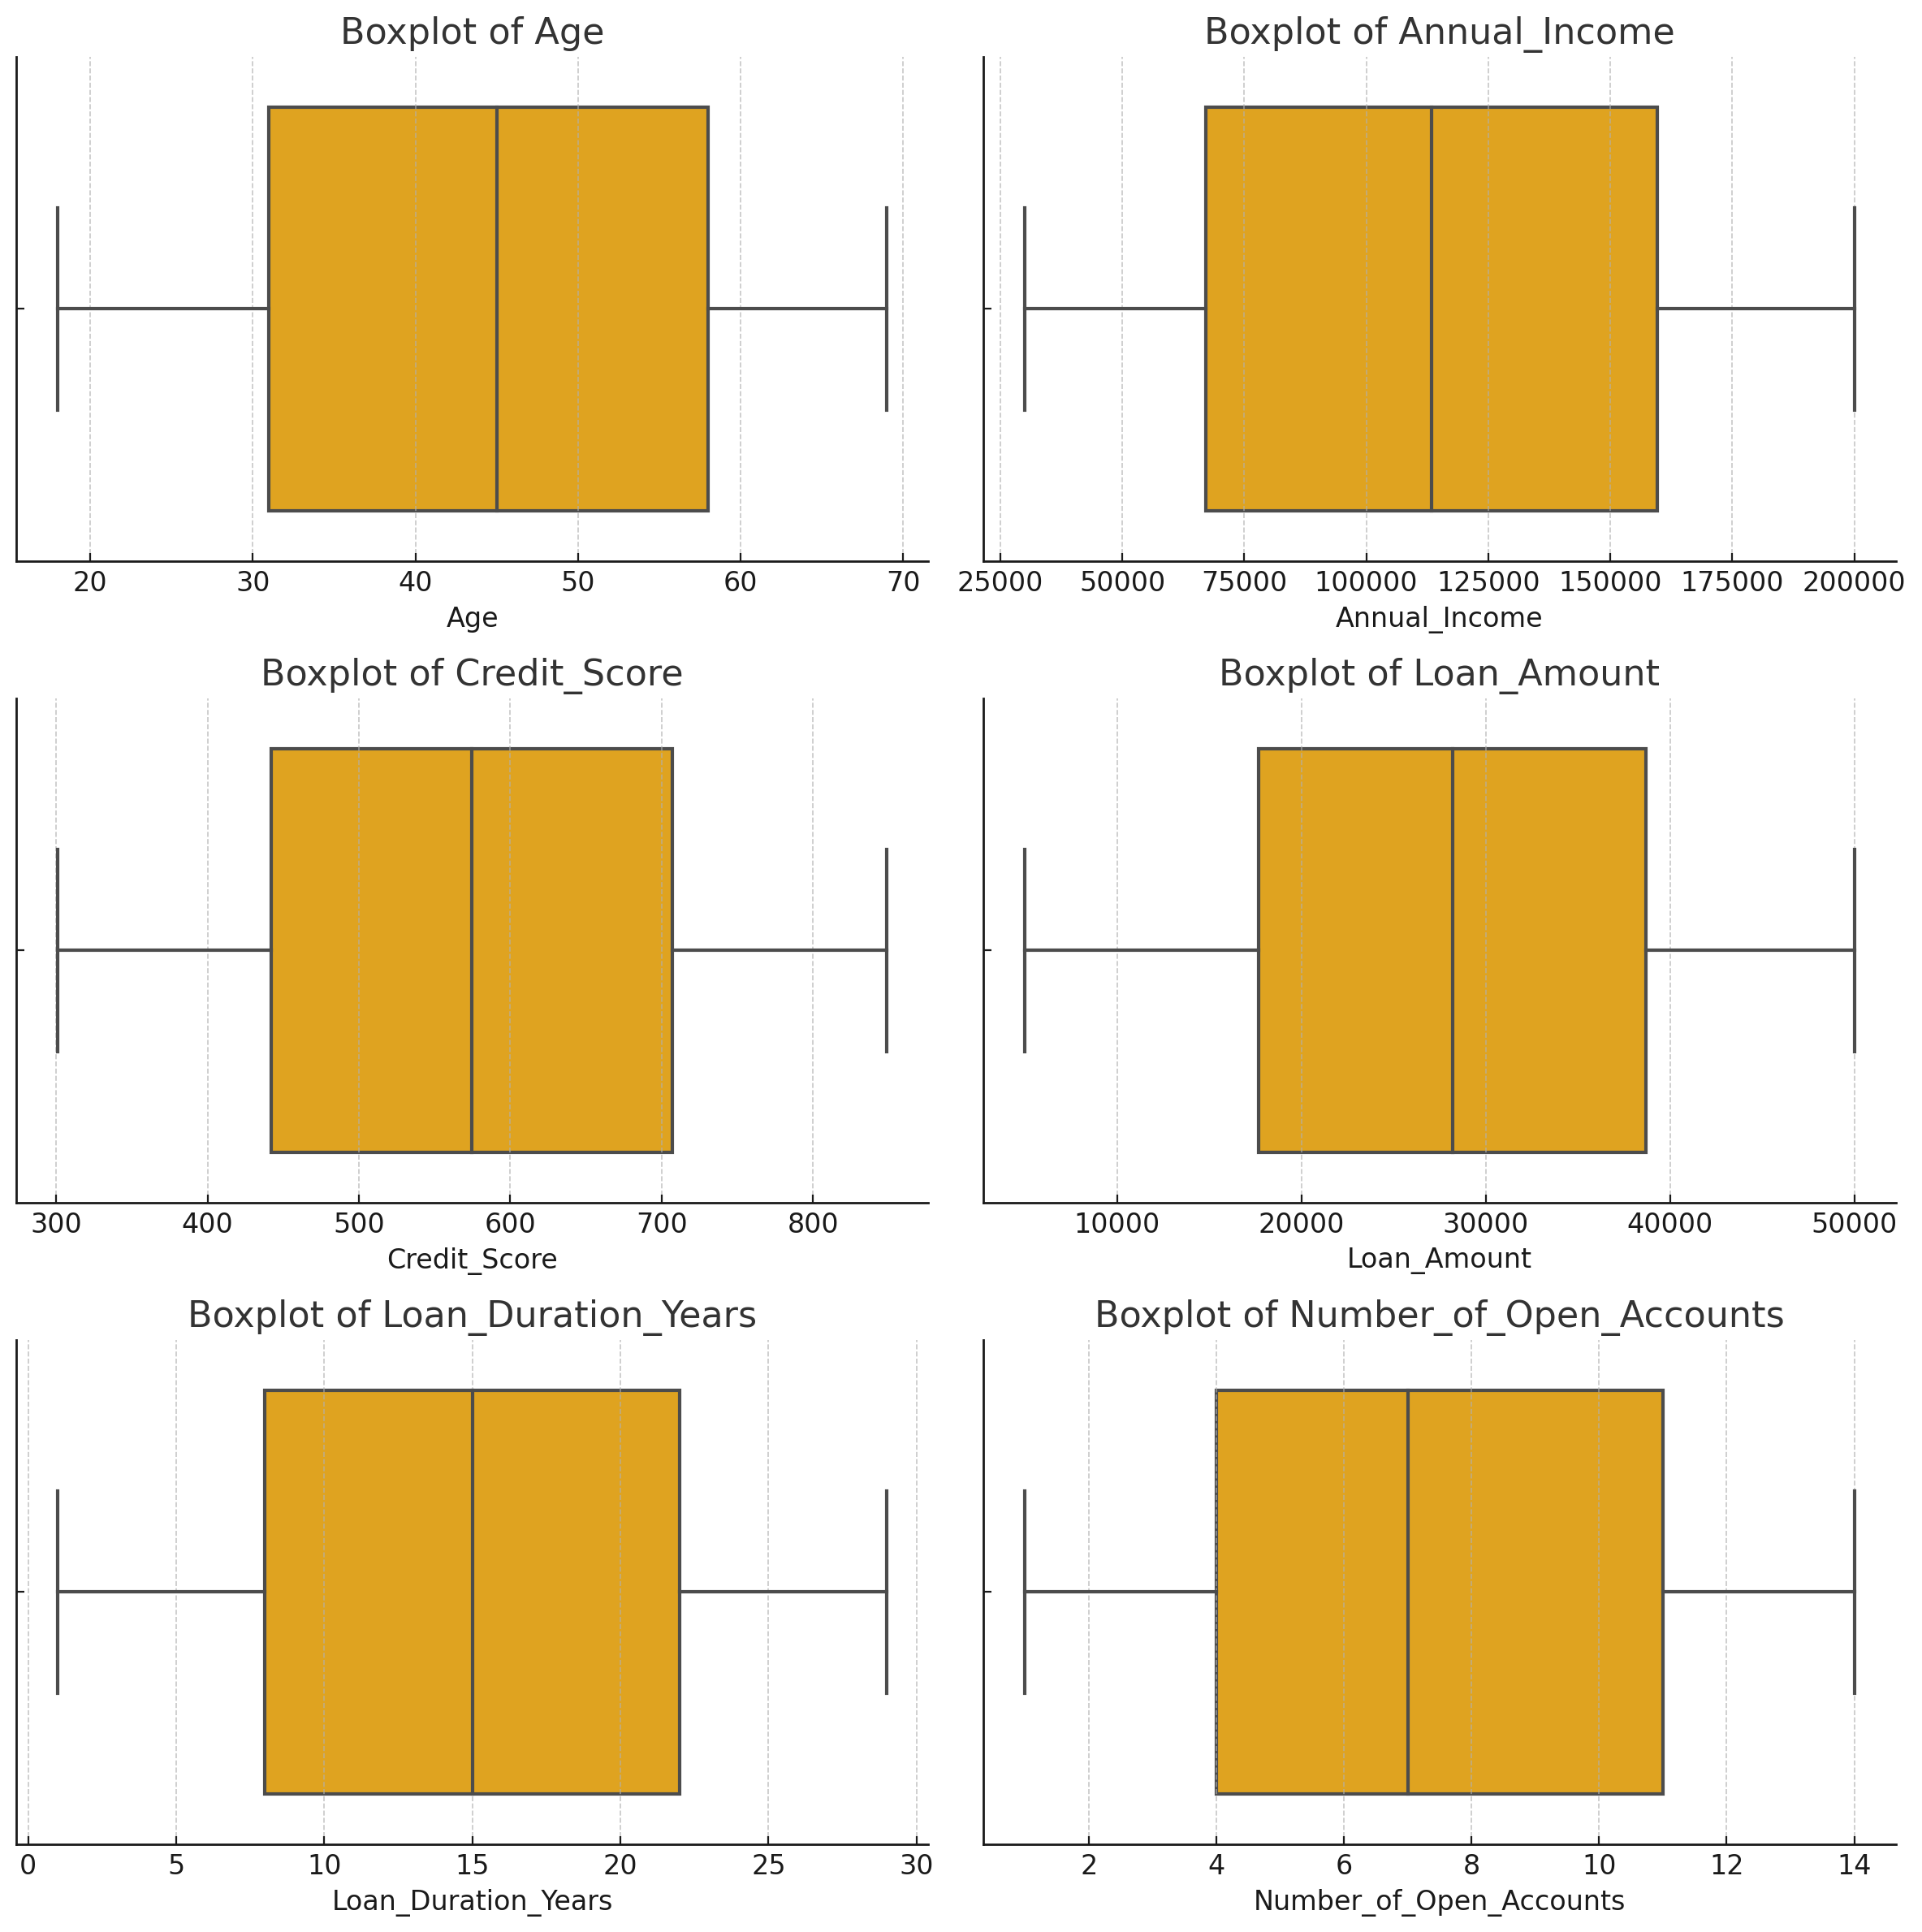 Boxplot of Age
20 30 40 50 60 70
Age
Boxplot of Annual_Income
25000 50000 75000 100000 125000 150000 175000 200000
Annual_Income
Boxplot of Credit_Score
300 400 500 600 700 800
Credit_Score
Boxplot of Loan_Amount
10000 20000 30000 40000 50000
Loan_Amount
Boxplot of Loan_Duration_Years
0 5 10 15 20 25 30
Loan_Duration_Years
Boxplot of Number_of_Open_Accounts
2 4 6 8 10 12 14
Number_of_Open_Accounts